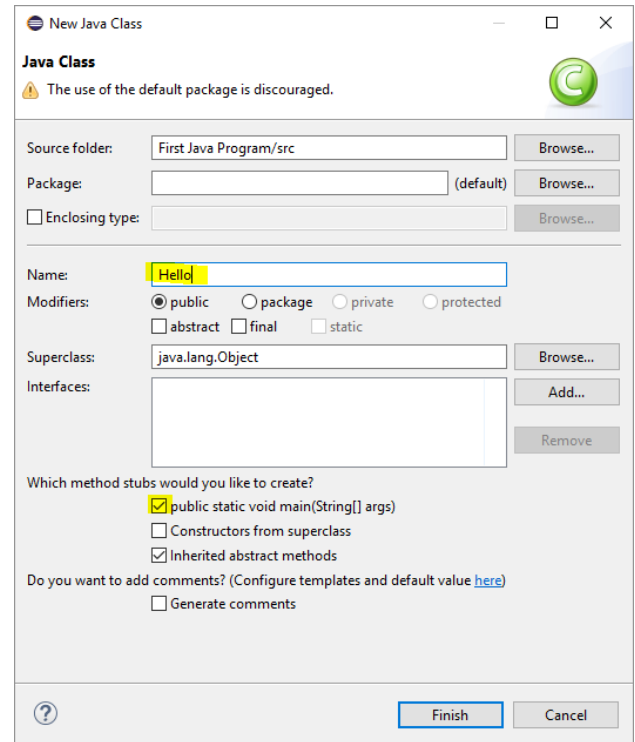 New Java Class
Java Class
The use of the default package is discouraged.
Source folder: First Java Program/src Browse...
Package: (default) Browse...
Enclosing type: Browse...
Name: Hello
Modifiers: public package private protected
abstract final static
Superclass: java.lang.Object Browse...
Interfaces: Add...
Remove
Which method stubs would you like to create?
public static void main(String[] args)
Constructors from superclass
Inherited abstract methods
Do you want to add comments? (Configure templates and default value here)
Generate comments
? Finish Cancel